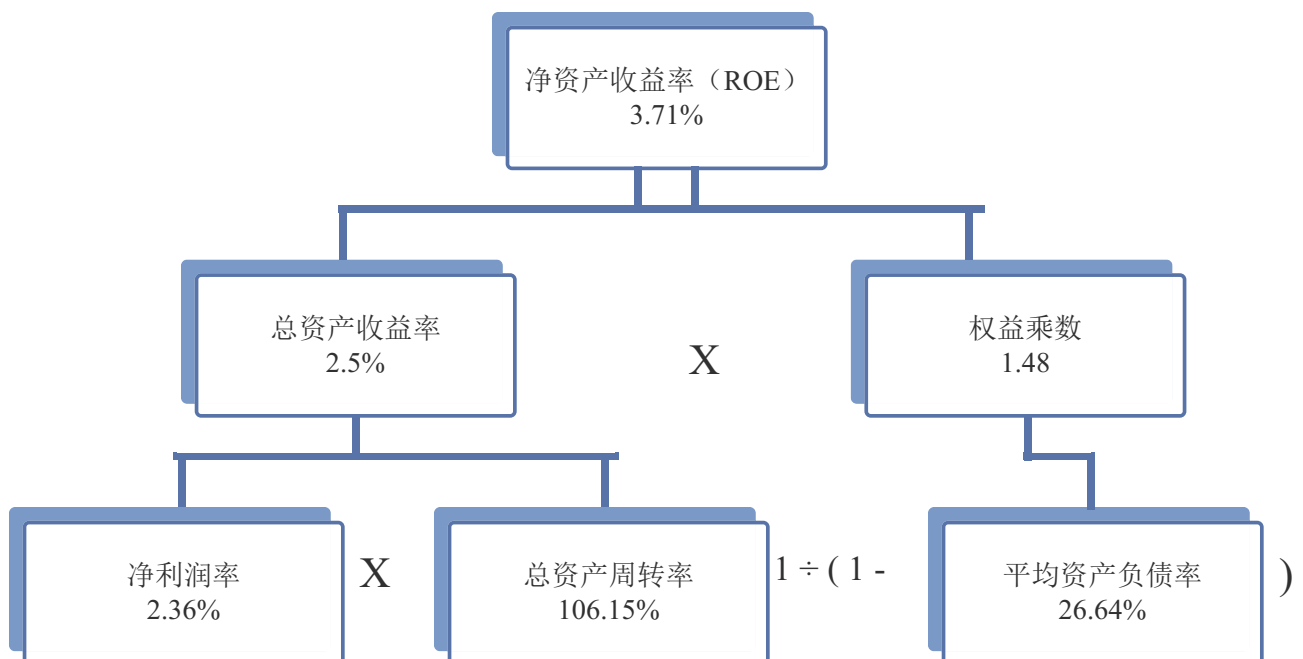 净资产收益率（ROE）
3.71%
总资产收益率
2.5%
X
权益乘数
1.48
净利润率
2.36%
X
总资产周转率
106.15%
1 ÷ ( 1 -
平均资产负债率
26.64%
)